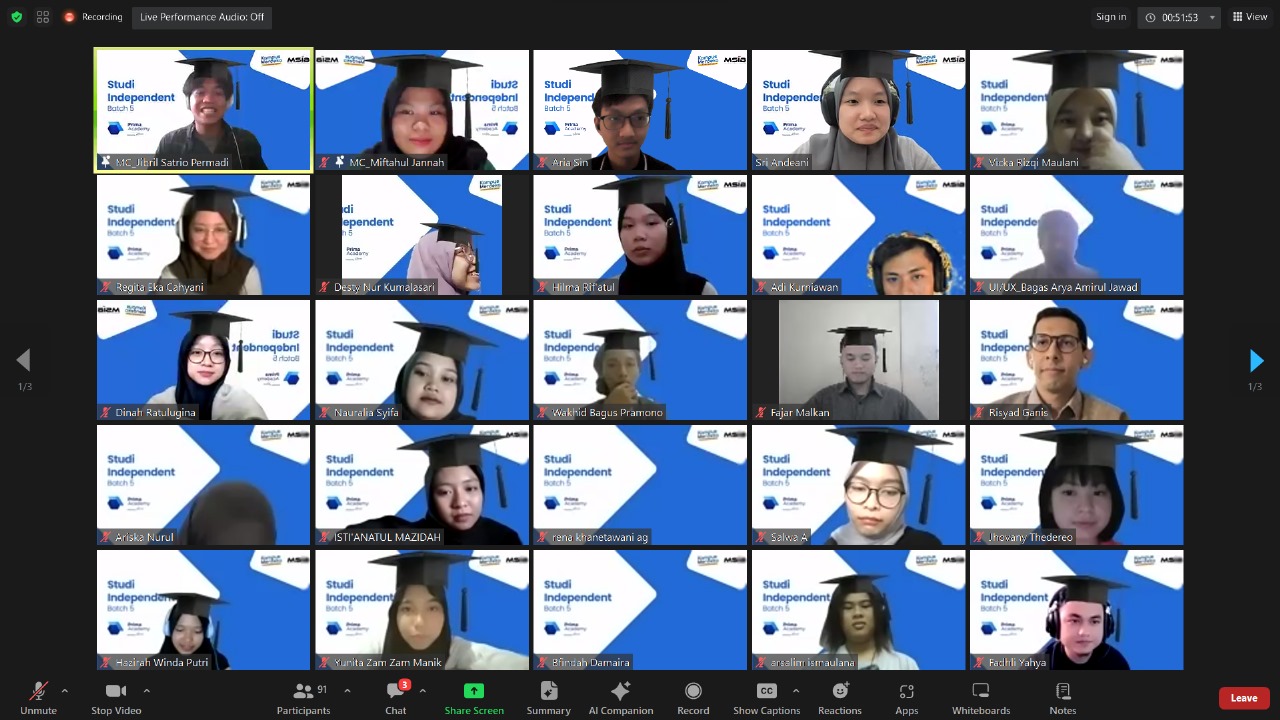 Recording
Live Performance Audio: Off
Sign in
00:51:53
View
Studi
Independent
Batch 5
Prima
Academy
Kampus
Merdeka
MSIB
MC_Jibril Satrio Permadi
MC_Miftahul Jannah
Aria Sin
Sri Andeani
Vicka Rizqi Maulani
Regita Eka Cahyani
Desty Nur Kumalasari
Hilma Rif'atul
Adi Kurniawan
UI/UX_Bagas Arya Amirul Jawad
1/3
1/3
Dinah Ratulugina
Nauralia Syifa
Wakhid Bagus Pramono
Fajar Malkan
Risyad Ganis
Ariska Nurul
ISTI'ANATUL MAZIDAH
rena khanetawani ag
Salwa A
Jhovany Thedereo
Hazirah Winda Putri
Yunita Zam Zam Manik
Damaira
arsalim ismaulana
Fadhli Yahya
Unmute
Stop Video
91
Participants
3
Chat
Share Screen
Summary
AI Companion
Record
CC
Show Captions
Reactions
Apps
Whiteboards
Notes
Leave